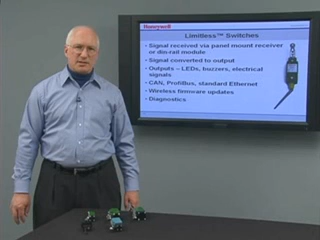 Honeywell
Limitless™ Switches
• Signal received via panel mount receiver
or din-rail module
• Signal converted to output
• Outputs – LEDs, buzzers, electrical
signals
• CAN, ProfiBus, standard Ethernet
• Wireless firmware updates
• Diagnostics